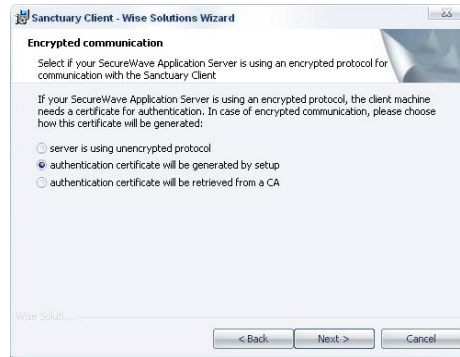 Sanctuary Client - Wise Solutions Wizard
Encrypted communication
Select if your SecureWave Application Server is using an encrypted protocol for
communication with the Sanctuary Client
If your SecureWave Application Server is using an encrypted protocol, the client machine
needs a certificate for authentication. In case of encrypted communication, please choose
how this certificate will be generated:
server is using unencrypted protocol
authentication certificate will be generated by setup
authentication certificate will be retrieved from a CA
Wise Soluti...
< Back Next > Cancel